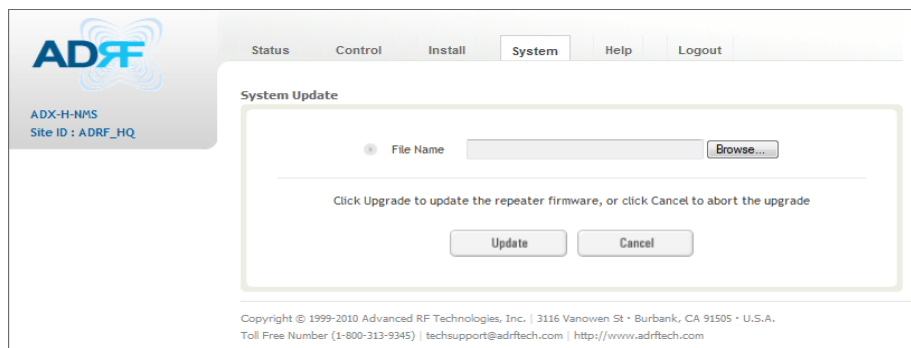 ADRF
Status Control Install System Help Logout
ADX-H-NMS
Site ID : ADRF_HQ
System Update
File Name Browse...
Click Upgrade to update the repeater firmware, or click Cancel to abort the upgrade
Update Cancel
Copyright © 1999-2010 Advanced RF Technologies, Inc. | 3116 Vanowen St • Burbank, CA 91505 • U.S.A.
Toll Free Number (1-800-313-9345) | techsupport@adrftech.com | http://www.adrftech.com